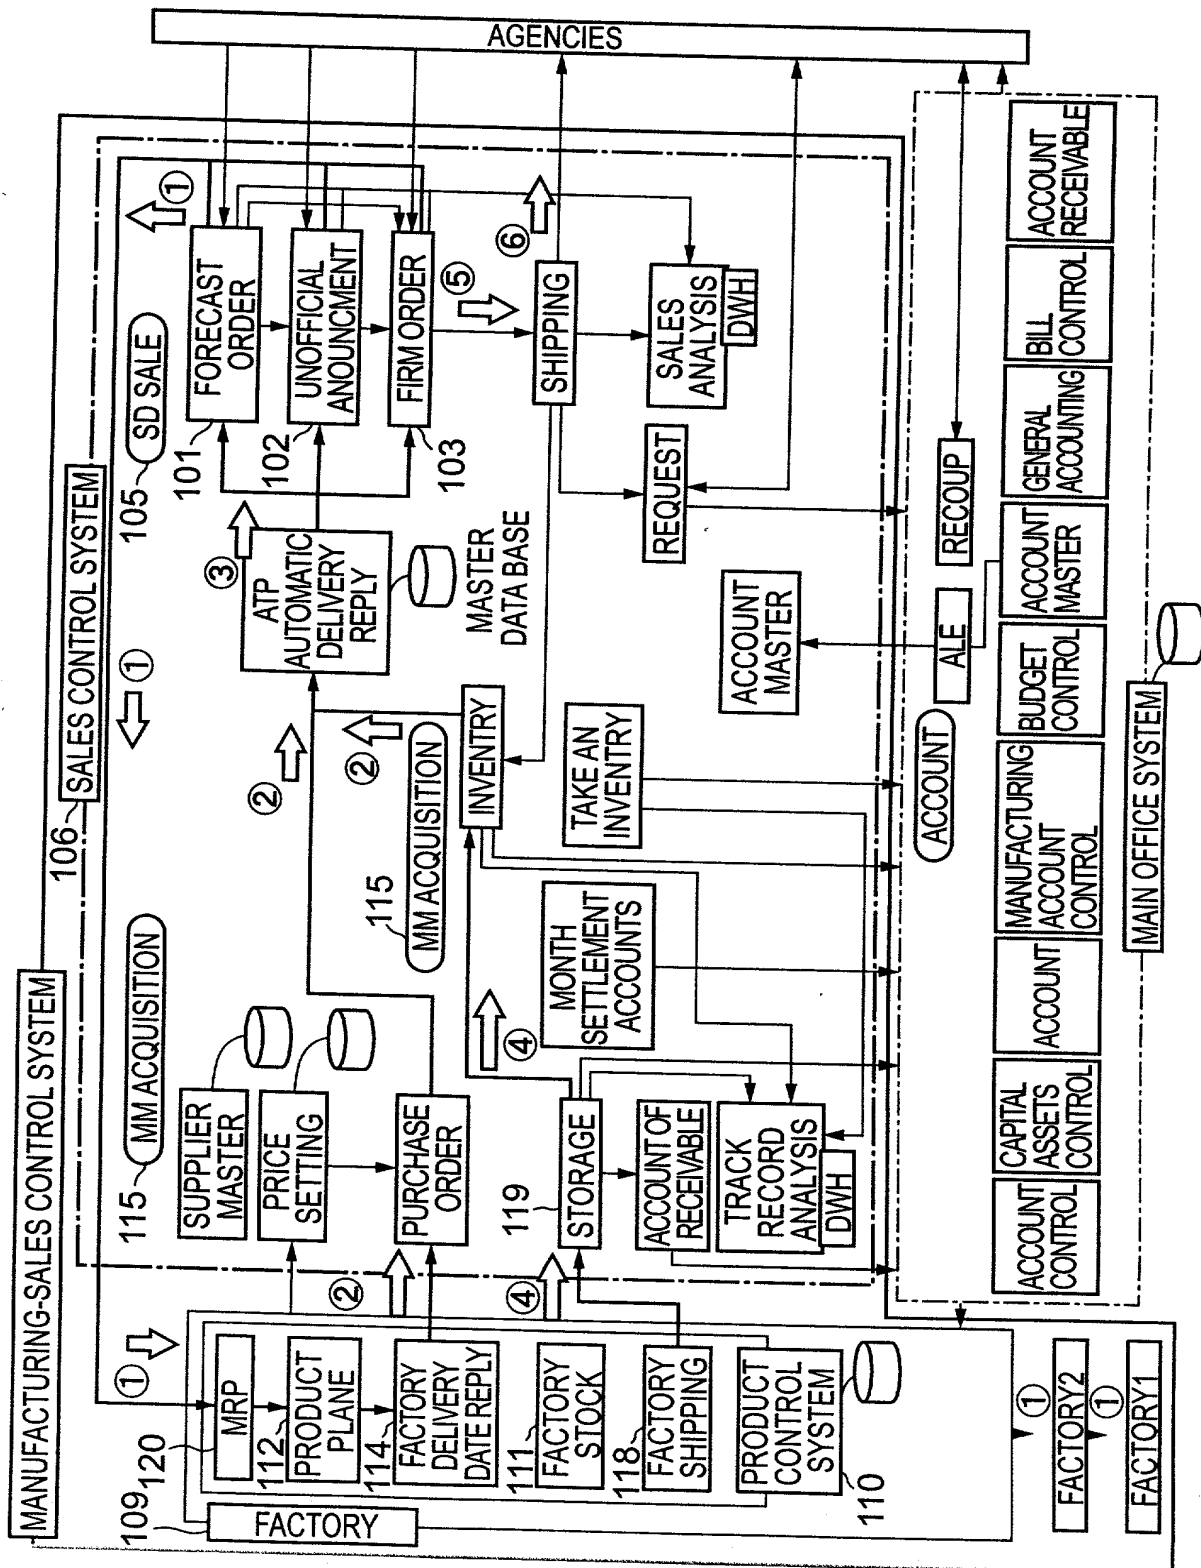 MANUFACTURING-SALES CONTROL SYSTEM
106
SALES CONTROL SYSTEM
AGENCIES
115
MM ACQUISITION
①
105
SD SALE
①
①
109
FACTORY
120
MRP
112
PRODUCT
PLANE
114
FACTORY
DELIVERY
DATE REPLY
111
FACTORY
STOCK
118
FACTORY
SHIPPING
PRODUCT
CONTROL
SYSTEM
110
SUPPLIER
MASTER
PRICE
SETTING
②
PURCHASE
ORDER
④
119
STORAGE
ACCOUNT OF
RECEIVABLE
TRACK
RECORD
ANALYSIS
DWH
④
MONTH
SETTLEMENT
ACCOUNTS
②
②
115
MM ACQUISITION
INVENTRY
TAKE AN
INVENTRY
③
ATP
AUTOMATIC
DELIVERY
REPLY
MASTER
DATA BASE
101
FORECAST
ORDER
102
UNOFFICIAL
ANOUNCMENT
103
FIRM ORDER
⑤
⑥
SHIPPING
SALES
ANALYSIS
DWH
REQUEST
ACCOUNT
MASTER
ACCOUNT
ALE
RECOUP
ACCOUNT
CONTROL
CAPITAL
ASSETS
CONTROL
ACCOUNT
MANUFACTURING
ACCOUNT
CONTROL
BUDGET
CONTROL
ACCOUNT
MASTER
GENERAL
ACCOUNTING
BILL
CONTROL
ACCOUNT
RECEIVABLE
MAIN OFFICE SYSTEM
①
FACTORY2
①
FACTORY1